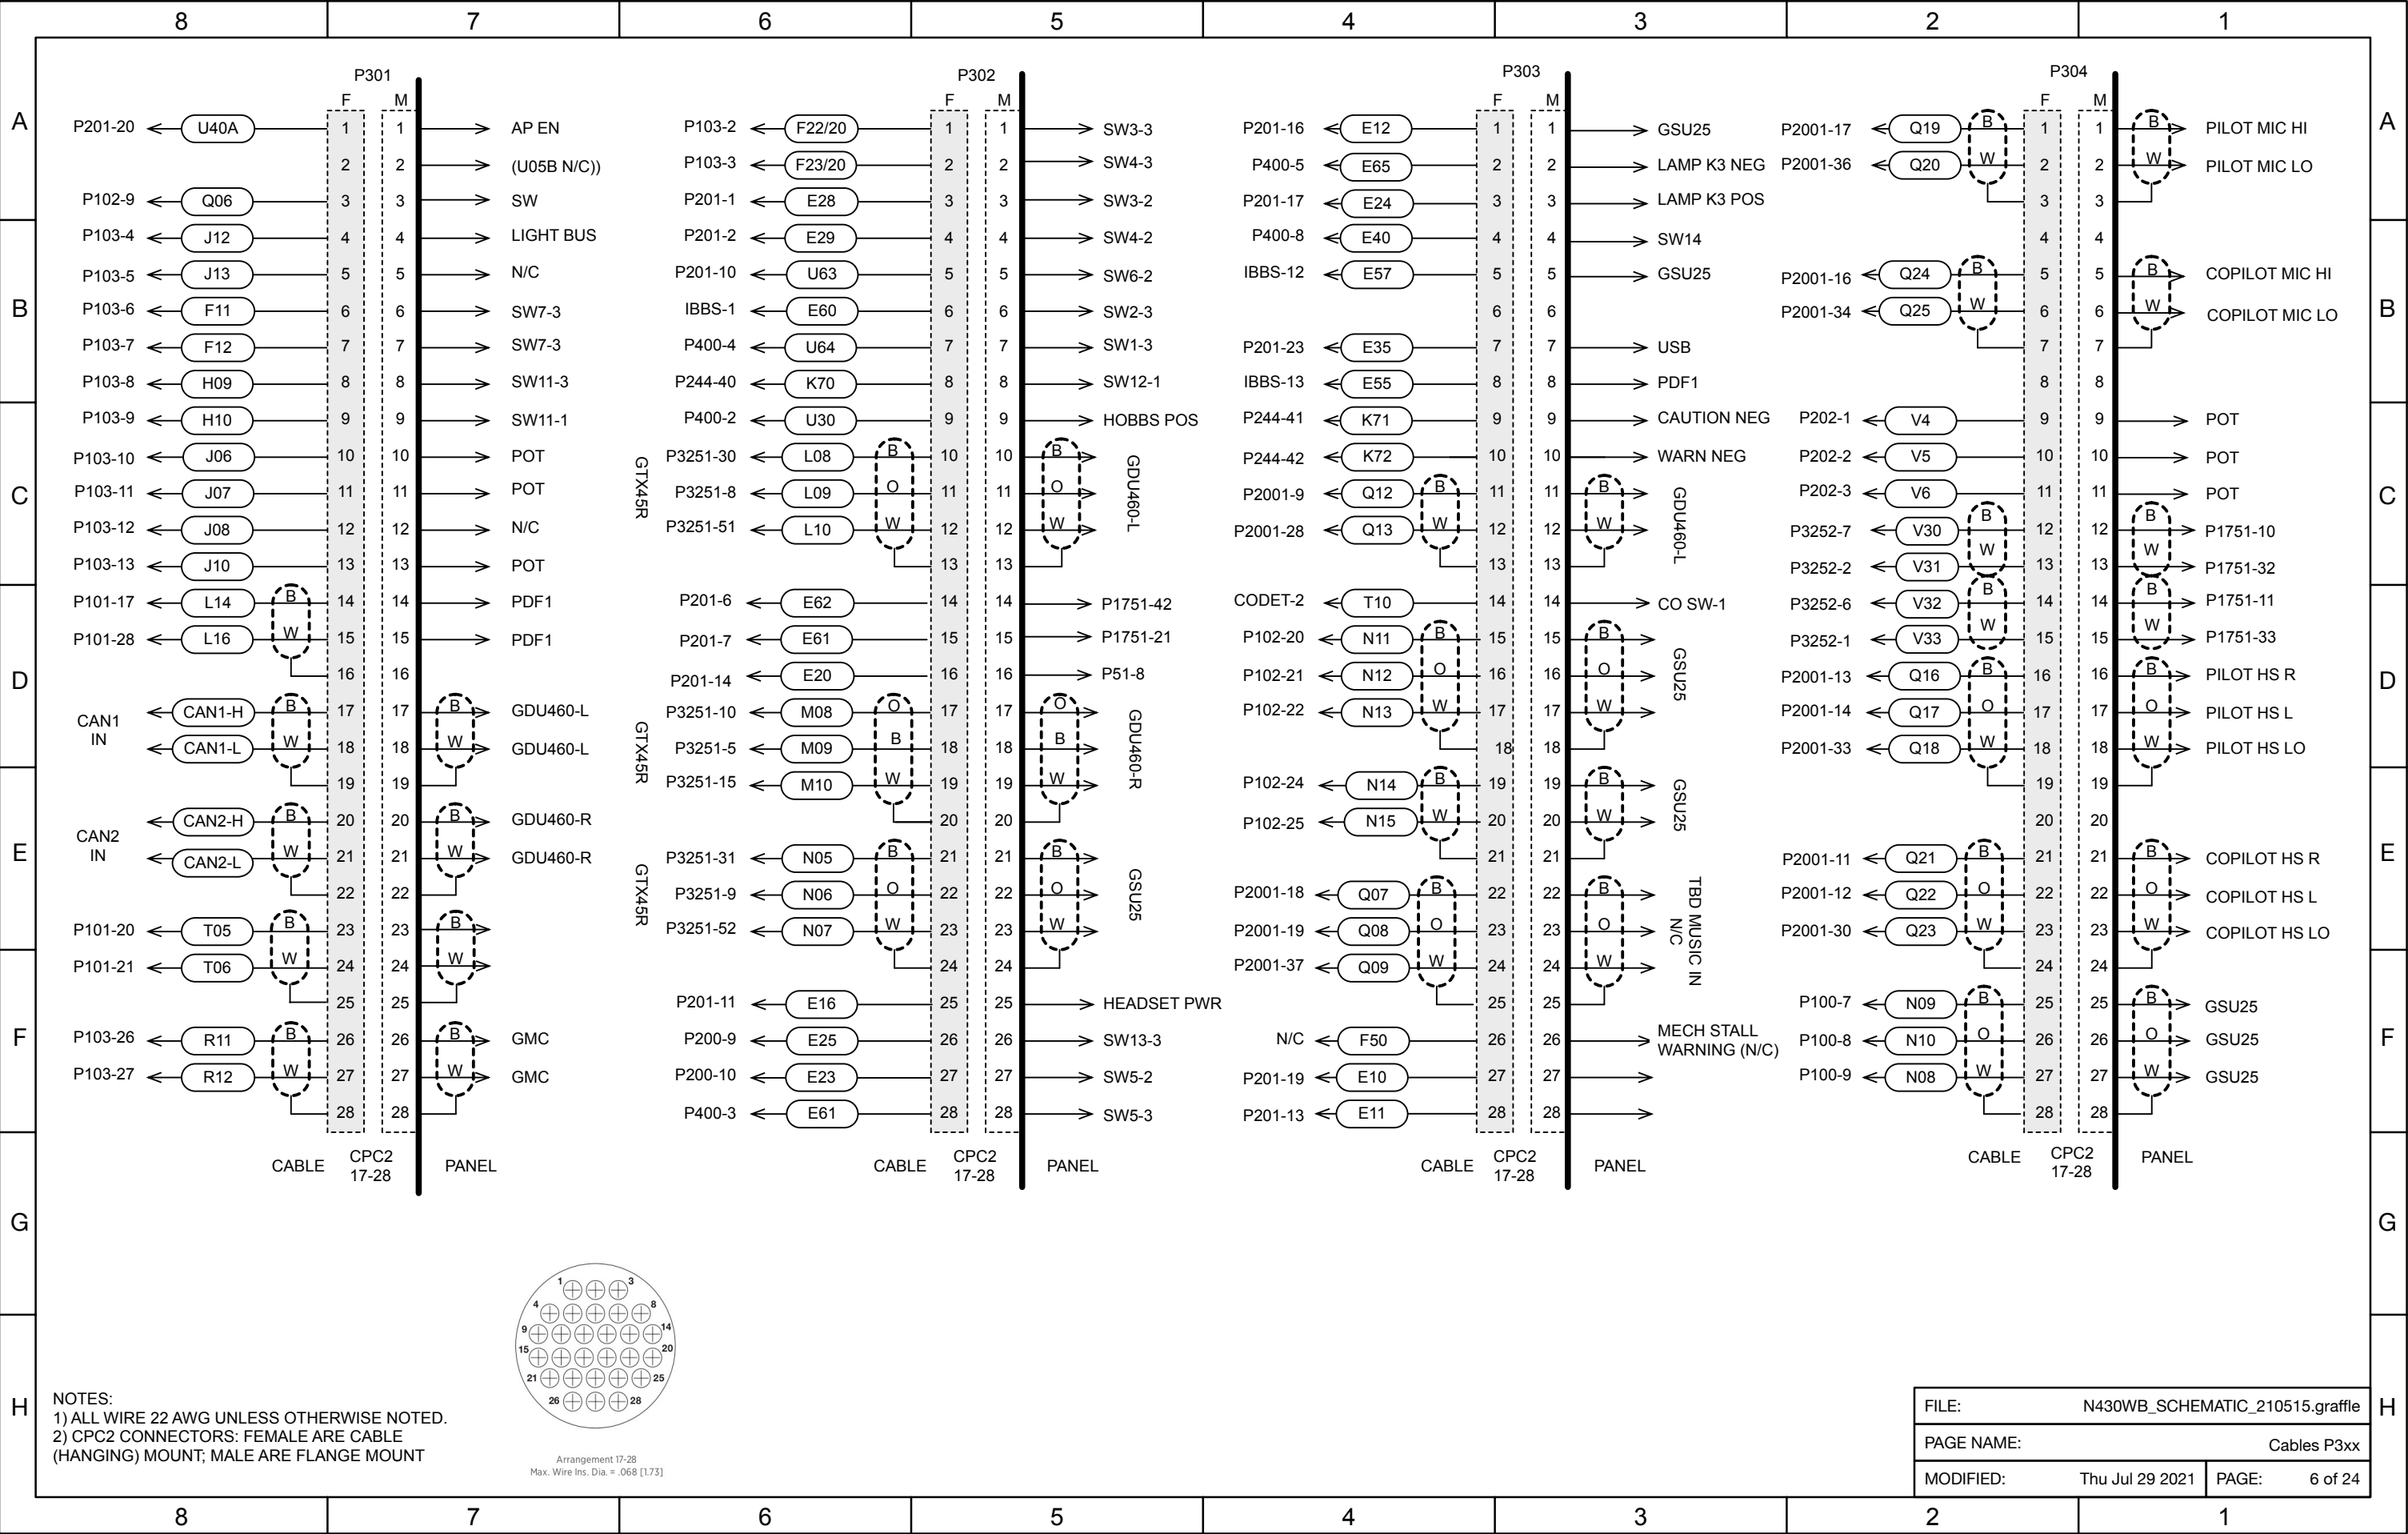 8 7 6 5 4 3 2 1
A
B
C
D
E
F
G
H
P301
F M
P201-20 U40A 1 1 AP EN
2 2 (U05B N/C))
P102-9 Q06 3 3 SW
P103-4 J12 4 4 LIGHT BUS
P103-5 J13 5 5 N/C
P103-6 F11 6 6 SW7-3
P103-7 F12 7 7 SW7-3
P103-8 H09 8 8 SW11-3
P103-9 H10 9 9 SW11-1
P103-10 J06 10 10 POT
P103-11 J07 11 11 POT
P103-12 J08 12 12 N/C
P103-13 J10 13 13 POT
P101-17 L14 B 14 14 PDF1
P101-28 L16 W 15 15 PDF1
16 16
CAN1 IN
CAN1-H B 17 17 B GDU460-L
CAN1-L W 18 18 W GDU460-L
19 19
CAN2 IN
CAN2-H B 20 20 B GDU460-R
CAN2-L W 21 21 W GDU460-R
22 22
P101-20 T05 B 23 23 B
P101-21 T06 W 24 24 W
25 25
P103-26 R11 B 26 26 B GMC
P103-27 R12 W 27 27 W GMC
28 28
CABLE CPC2 17-28 PANEL
P302
F M
P103-2 F22/20 1 1 SW3-3
P103-3 F23/20 2 2 SW4-3
P201-1 E28 3 3 SW3-2
P201-2 E29 4 4 SW4-2
P201-10 U63 5 5 SW6-2
IBBS-1 E60 6 6 SW2-3
P400-4 U64 7 7 SW1-3
P244-40 K70 8 8 SW12-1
P400-2 U30 9 9 HOBBS POS
GTX45R
P3251-30 L08 B 10 10 B
P3251-8 L09 O 11 11 O
P3251-51 L10 W 12 12 W
GDU460-L
13 13
P201-6 E62 14 14 P1751-42
P201-7 E61 15 15 P1751-21
P201-14 E20 16 16 P51-8
GTX45R
P3251-10 M08 O 17 17 O
P3251-5 M09 B 18 18 B
P3251-15 M10 W 19 19 W
GDU460-R
20 20
GTX45R
P3251-31 N05 B 21 21 B
P3251-9 N06 O 22 22 O
P3251-52 N07 W 23 23 W
GSU25
24 24
P201-11 E16 25 25 HEADSET PWR
P200-9 E25 26 26 SW13-3
P200-10 E23 27 27 SW5-2
P400-3 E61 28 28 SW5-3
CABLE CPC2 17-28 PANEL
P303
F M
P201-16 E12 1 1 GSU25
P400-5 E65 2 2 LAMP K3 NEG
P201-17 E24 3 3 LAMP K3 POS
P400-8 E40 4 4 SW14
IBBS-12 E57 5 5 GSU25
6 6
P201-23 E35 7 7 USB
IBBS-13 E55 8 8 PDF1
P244-41 K71 9 9 CAUTION NEG
P244-42 K72 10 10 WARN NEG
P2001-9 Q12 B 11 11 B
P2001-28 Q13 W 12 12 W
GDU460-L
13 13
CODET-2 T10 14 14 CO SW-1
P102-20 N11 B 15 15 B
P102-21 N12 O 16 16 O
P102-22 N13 W 17 17 W
GSU25
18 18
P102-24 N14 B 19 19 B
P102-25 N15 W 20 20 W
GSU25
21 21
P2001-18 Q07 B 22 22 B
P2001-19 Q08 O 23 23 O
P2001-37 Q09 W 24 24 W
TBD MUSIC IN
N/C
25 25
N/C F50 26 26 MECH STALL WARNING (N/C)
P201-19 E10 27 27
P201-13 E11 28 28
CABLE CPC2 17-28 PANEL
P304
F M
P2001-17 Q19 B 1 1 B PILOT MIC HI
P2001-36 Q20 W 2 2 W PILOT MIC LO
3 3
4 4
P2001-16 Q24 B 5 5 B COPILOT MIC HI
P2001-34 Q25 W 6 6 W COPILOT MIC LO
7 7
8 8
P202-1 V4 9 9 POT
P202-2 V5 10 10 POT
P202-3 V6 11 11 POT
P3252-7 V30 B 12 12 B P1751-10
P3252-2 V31 W 13 13 W P1751-32
P3252-6 V32 B 14 14 B P1751-11
P3252-1 V33 W 15 15 W P1751-33
P2001-13 Q16 B 16 16 B PILOT HS R
P2001-14 Q17 O 17 17 O PILOT HS L
P2001-33 Q18 W 18 18 W PILOT HS LO
19 19
20 20
P2001-11 Q21 B 21 21 B COPILOT HS R
P2001-12 Q22 O 22 22 O COPILOT HS L
P2001-30 Q23 W 23 23 W COPILOT HS LO
24 24
P100-7 N09 B 25 25 B GSU25
P100-8 N10 O 26 26 O GSU25
P100-9 N08 W 27 27 W GSU25
28 28
CABLE CPC2 17-28 PANEL
1 3
4 8
9 14
15 20
21 25
26 28
Arrangement 17-28
Max. Wire Ins. Dia. = .068 [1.73]
NOTES:
1) ALL WIRE 22 AWG UNLESS OTHERWISE NOTED.
2) CPC2 CONNECTORS: FEMALE ARE CABLE
(HANGING) MOUNT; MALE ARE FLANGE MOUNT
FILE: N430WB_SCHEMATIC_210515.graffle
PAGE NAME: Cables P3xx
MODIFIED: Thu Jul 29 2021 PAGE: 6 of 24
A
B
C
D
E
F
G
H
8 7 6 5 4 3 2 1